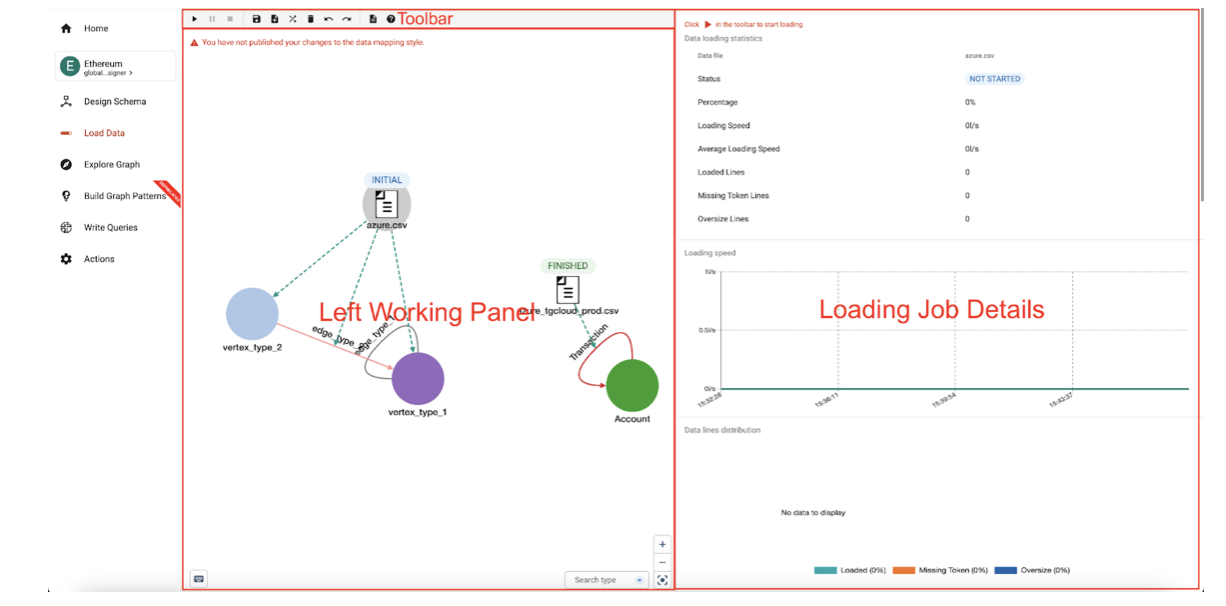 Home
E
Ethereum
global...signer >
Design Schema
Load Data
Explore Graph
Build Graph Patterns
Write Queries
Actions
Toolbar
You have not published your changes to the data mapping style.
INITIAL
azure.csv
FINISHED
azure_tgcloud_prod.csv
Left Working Panel
vertex_type_2
vertex_type_1
Transaction
Account
Search type
+
−
Click ▶ in the toolbar to start loading.
Data loading statistics
Data file azure.csv
Status NOT STARTED
Percentage 0%
Loading Speed 0l/s
Average Loading Speed 0l/s
Loaded Lines 0
Missing Token Lines 0
Oversize Lines 0
Loading speed
1l/s
0.5l/s
0l/s
Loading Job Details
15:32:28
15:36:11
15:39:54
15:43:37
Data lines distribution
No data to display
Loaded (0%) Missing Token (0%) Oversize (0%)